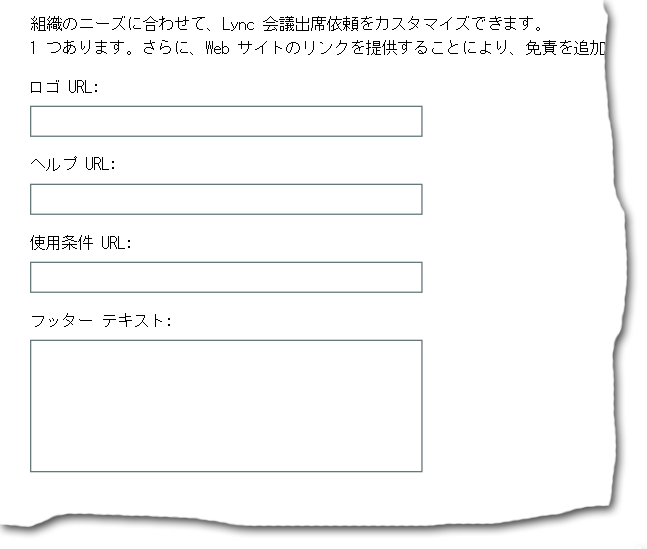 組織のニーズに合わせて、Lync 会議出席依頼をカスタマイズできます。
1 つあります。さらに、Web サイトのリンクを提供することにより、免責を追加
ロゴ URL:
ヘルプ URL:
使用条件 URL:
フッター テキスト: